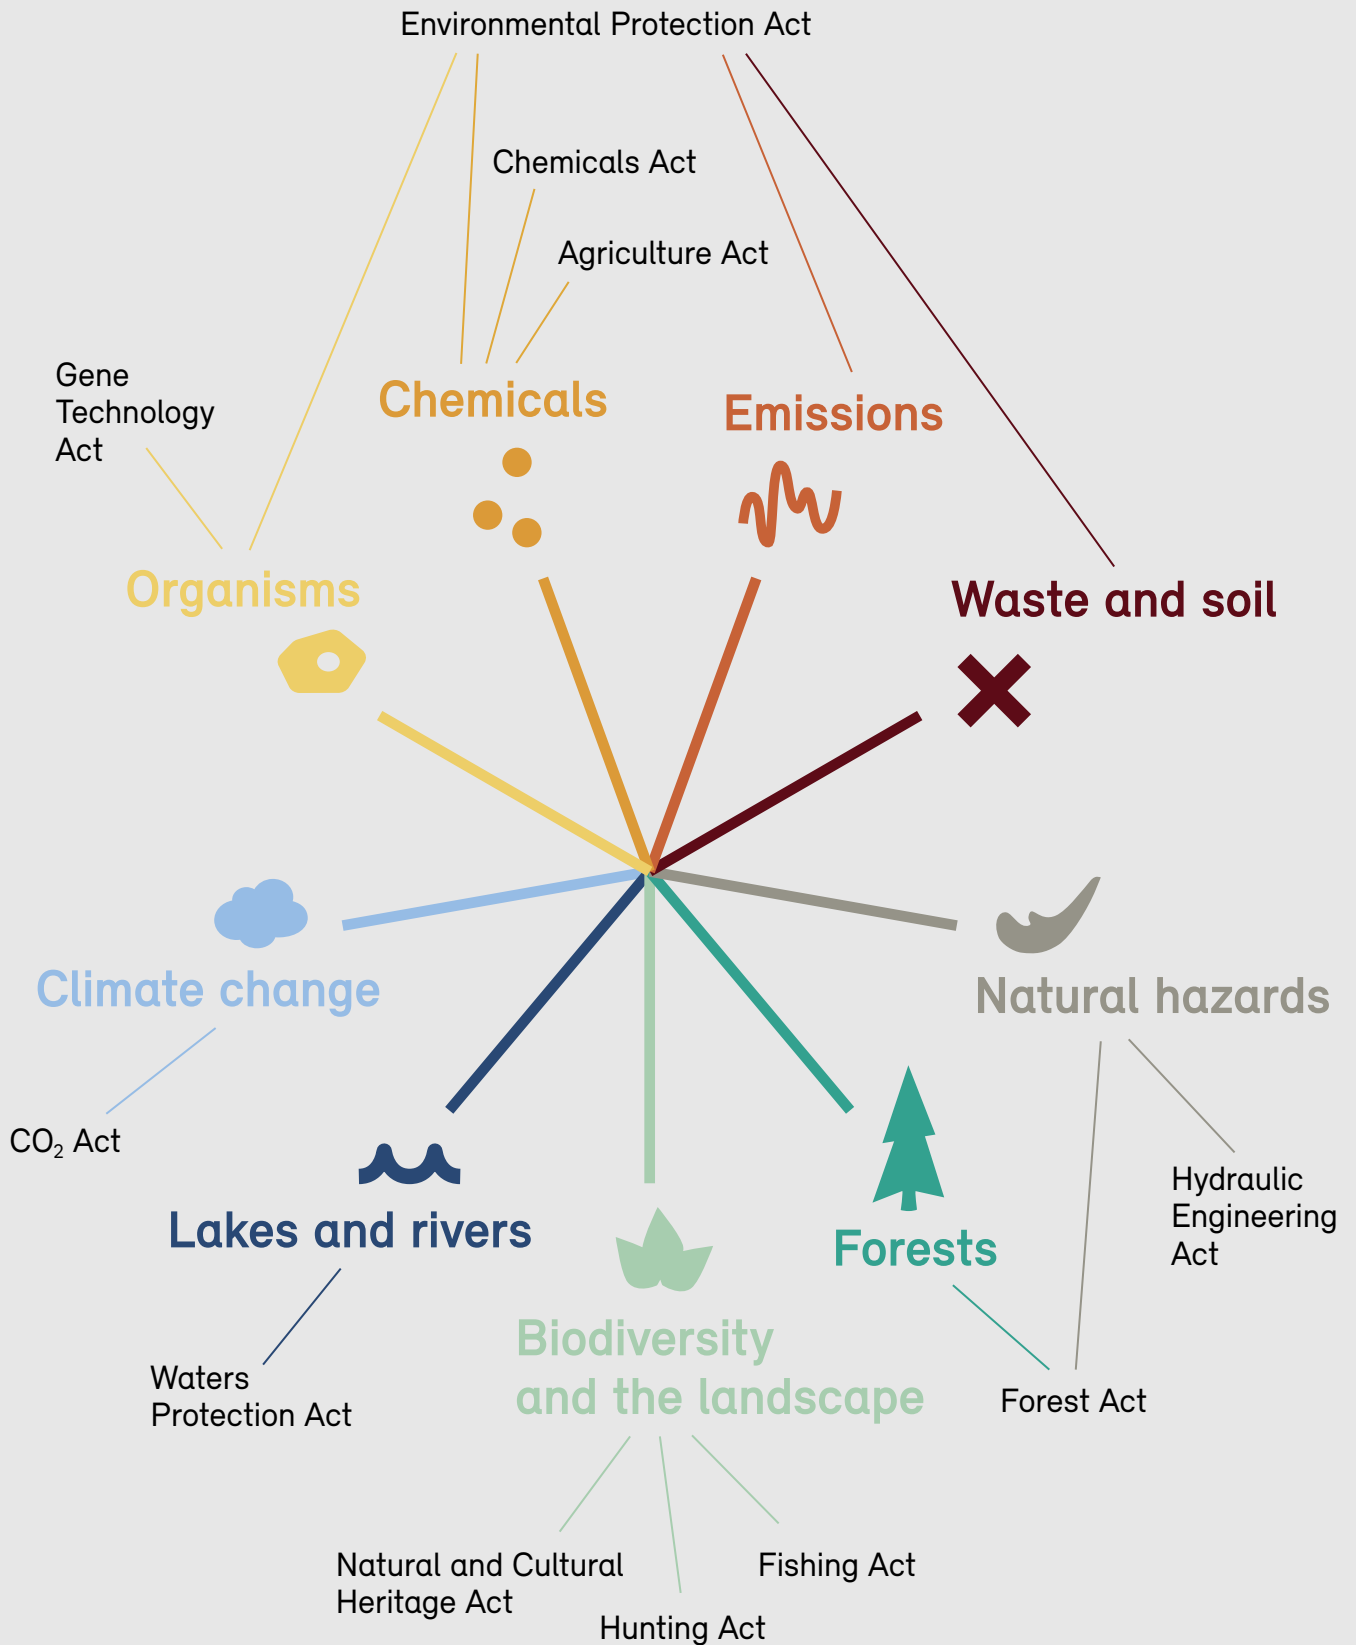 Environmental Protection Act
Chemicals Act
Agriculture Act
Gene
Technology
Act
Chemicals
Emissions
Organisms
Waste and soil
Climate change
Natural hazards
CO₂ Act
Lakes and rivers
Forests
Hydraulic
Engineering
Act
Biodiversity
and the landscape
Waters
Protection Act
Forest Act
Natural and Cultural
Heritage Act
Fishing Act
Hunting Act